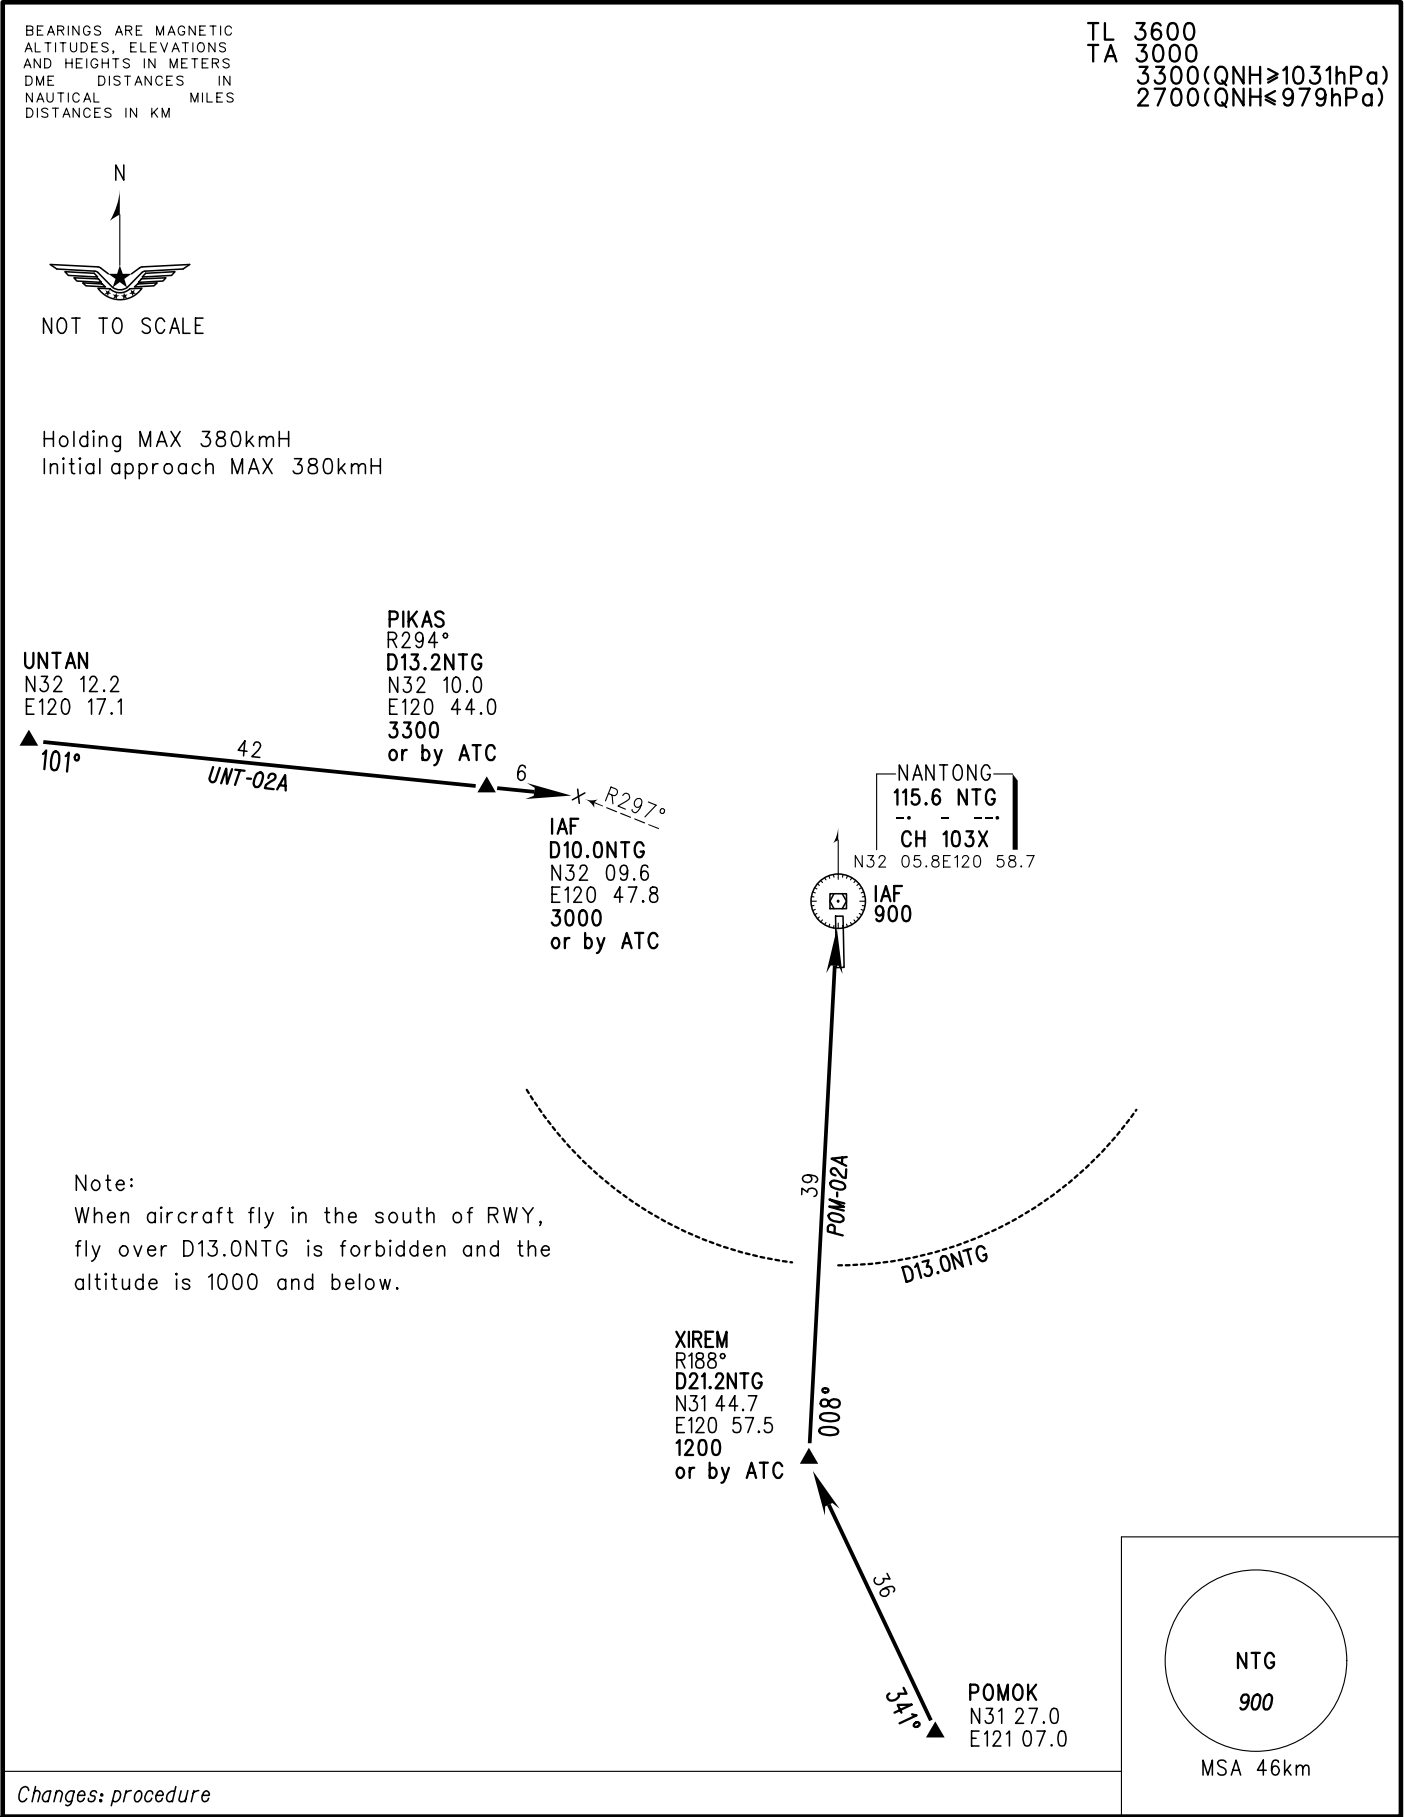 BEARINGS ARE MAGNETIC
ALTITUDES, ELEVATIONS
AND HEIGHTS IN METERS
DME DISTANCES IN
NAUTICAL MILES
DISTANCES IN KM
TL 3600
TA 3000
3300(QNH≥1031hPa)
2700(QNH≤979hPa)
N
NOT TO SCALE
Holding MAX 380kmH
Initial approach MAX 380kmH
UNTAN
N32 12.2
E120 17.1
101°
42
UNT-02A
PIKAS
R294°
D13.2NTG
N32 10.0
E120 44.0
3300
or by ATC
6
R297°
IAF
D10.0NTG
N32 09.6
E120 47.8
3000
or by ATC
NANTONG
115.6 NTG
CH 103X
N32 05.8E120 58.7
IAF
900
39
POM-02A
D13.0NTG
Note:
When aircraft fly in the south of RWY,
fly over D13.0NTG is forbidden and the
altitude is 1000 and below.
XIREM
R188°
D21.2NTG
N31 44.7
E120 57.5
1200
or by ATC
008°
36
341°
POMOK
N31 27.0
E121 07.0
NTG
900
MSA 46km
Changes: procedure